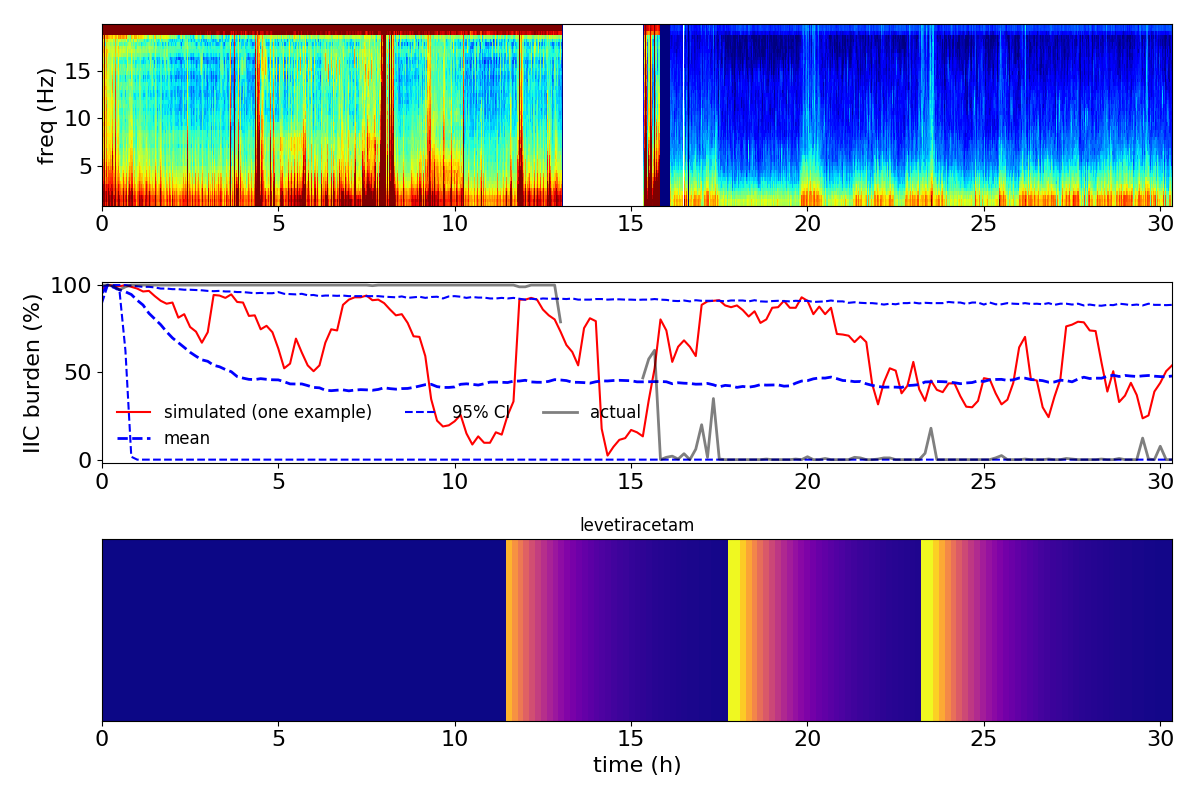 freq (Hz)
15
10
5
0 5 10 15 20 25 30
IIC burden (%)
100
50
0
simulated (one example) 95% CI actual
mean
0 5 10 15 20 25 30
levetiracetam
0 5 10 15 20 25 30
time (h)